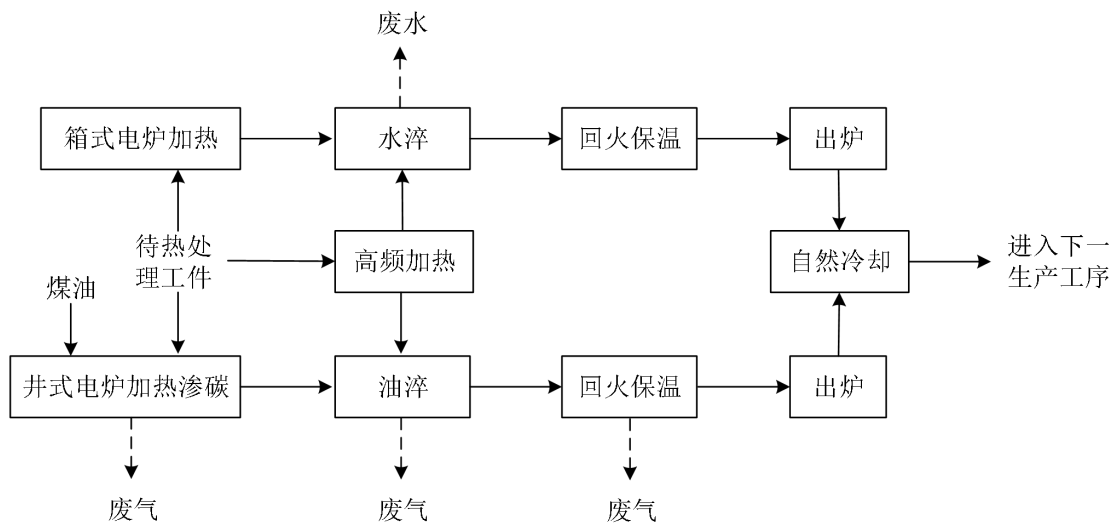 废水
箱式电炉加热
水淬
回火保温
出炉
待热处
理工件
高频加热
自然冷却
进入下一
生产工序
煤油
井式电炉加热渗碳
油淬
回火保温
出炉
废气
废气
废气